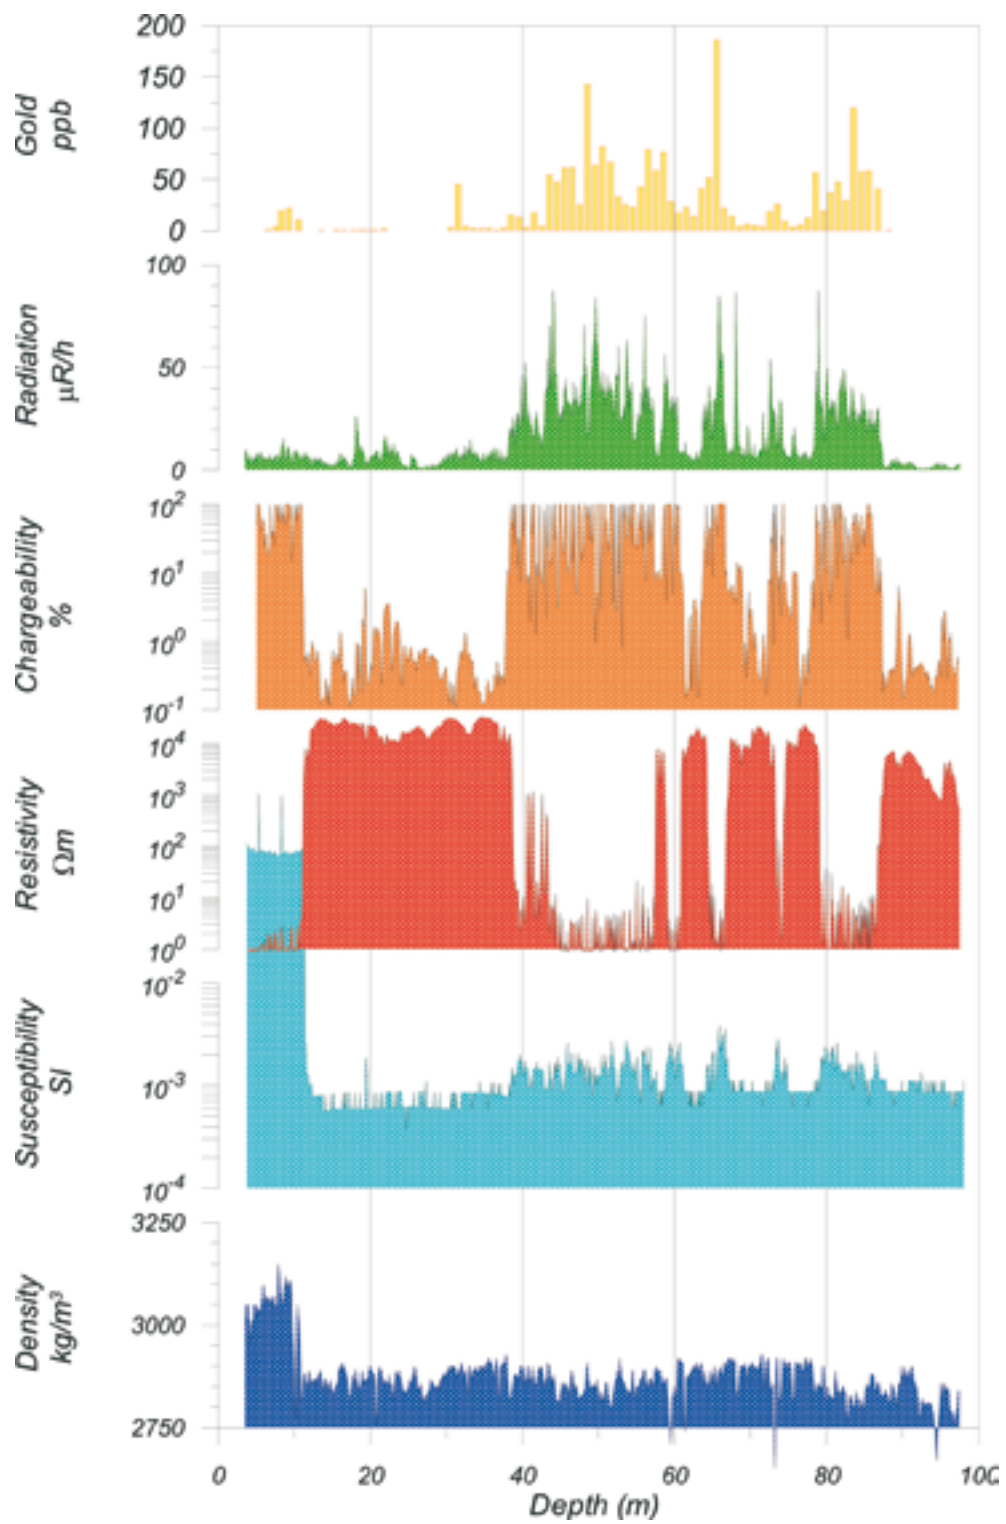 Gold
ppb
200
150
100
50
0
Radiation
μR/h
100
50
0
Chargeability
%
10²
10¹
10⁰
10⁻¹
Resistivity
Ωm
10⁴
10³
10²
10¹
10⁰
Susceptibility
SI
10⁻²
10⁻³
10⁻⁴
Density
kg/m³
3250
3000
2750
0 20 40 60 80 100
Depth (m)